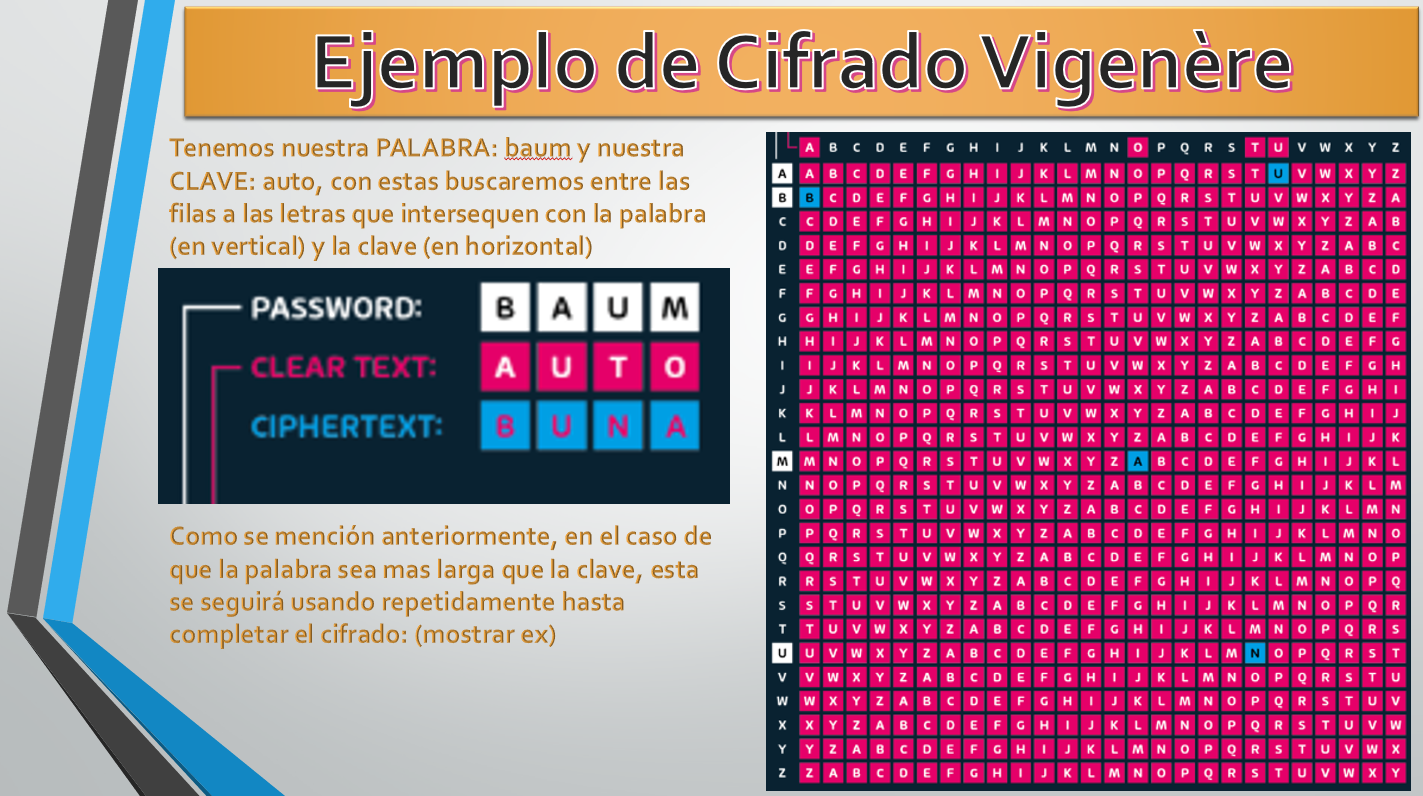 Ejemplo de Cifrado Vigenère
Tenemos nuestra PALABRA: baum y nuestra
CLAVE: auto, con estas buscaremos entre las
filas a las letras que intersequen con la palabra
(en vertical) y la clave (en horizontal)
PASSWORD: B A U M
CLEAR TEXT: A U T O
CIPHERTEXT: B U N A
Como se mención anteriormente, en el caso de
que la palabra sea mas larga que la clave, esta
se seguirá usando repetidamente hasta
completar el cifrado: (mostrar ex)
A B C D E F G H I J K L M N O P Q R S T U V W X Y Z
A A B C D E F G H I J K L M N O P Q R S T U V W X Y Z
B B C D E F G H I J K L M N O P Q R S T U V W X Y Z A
C C D E F G H I J K L M N O P Q R S T U V W X Y Z A B
D D E F G H I J K L M N O P Q R S T U V W X Y Z A B C
E E F G H I J K L M N O P Q R S T U V W X Y Z A B C D
F F G H I J K L M N O P Q R S T U V W X Y Z A B C D E
G G H I J K L M N O P Q R S T U V W X Y Z A B C D E F
H H I J K L M N O P Q R S T U V W X Y Z A B C D E F G
I I J K L M N O P Q R S T U V W X Y Z A B C D E F G H
J J K L M N O P Q R S T U V W X Y Z A B C D E F G H I
K K L M N O P Q R S T U V W X Y Z A B C D E F G H I J
L L M N O P Q R S T U V W X Y Z A B C D E F G H I J K
M M N O P Q R S T U V W X Y Z A B C D E F G H I J K L
N N O P Q R S T U V W X Y Z A B C D E F G H I J K L M
O O P Q R S T U V W X Y Z A B C D E F G H I J K L M N
P P Q R S T U V W X Y Z A B C D E F G H I J K L M N O
Q Q R S T U V W X Y Z A B C D E F G H I J K L M N O P
R R S T U V W X Y Z A B C D E F G H I J K L M N O P Q
S S T U V W X Y Z A B C D E F G H I J K L M N O P Q R
T T U V W X Y Z A B C D E F G H I J K L M N O P Q R S
U U V W X Y Z A B C D E F G H I J K L M N O P Q R S T
V V W X Y Z A B C D E F G H I J K L M N O P Q R S T U
W W X Y Z A B C D E F G H I J K L M N O P Q R S T U V
X X Y Z A B C D E F G H I J K L M N O P Q R S T U V W
Y Y Z A B C D E F G H I J K L M N O P Q R S T U V W X
Z Z A B C D E F G H I J K L M N O P Q R S T U V W X Y